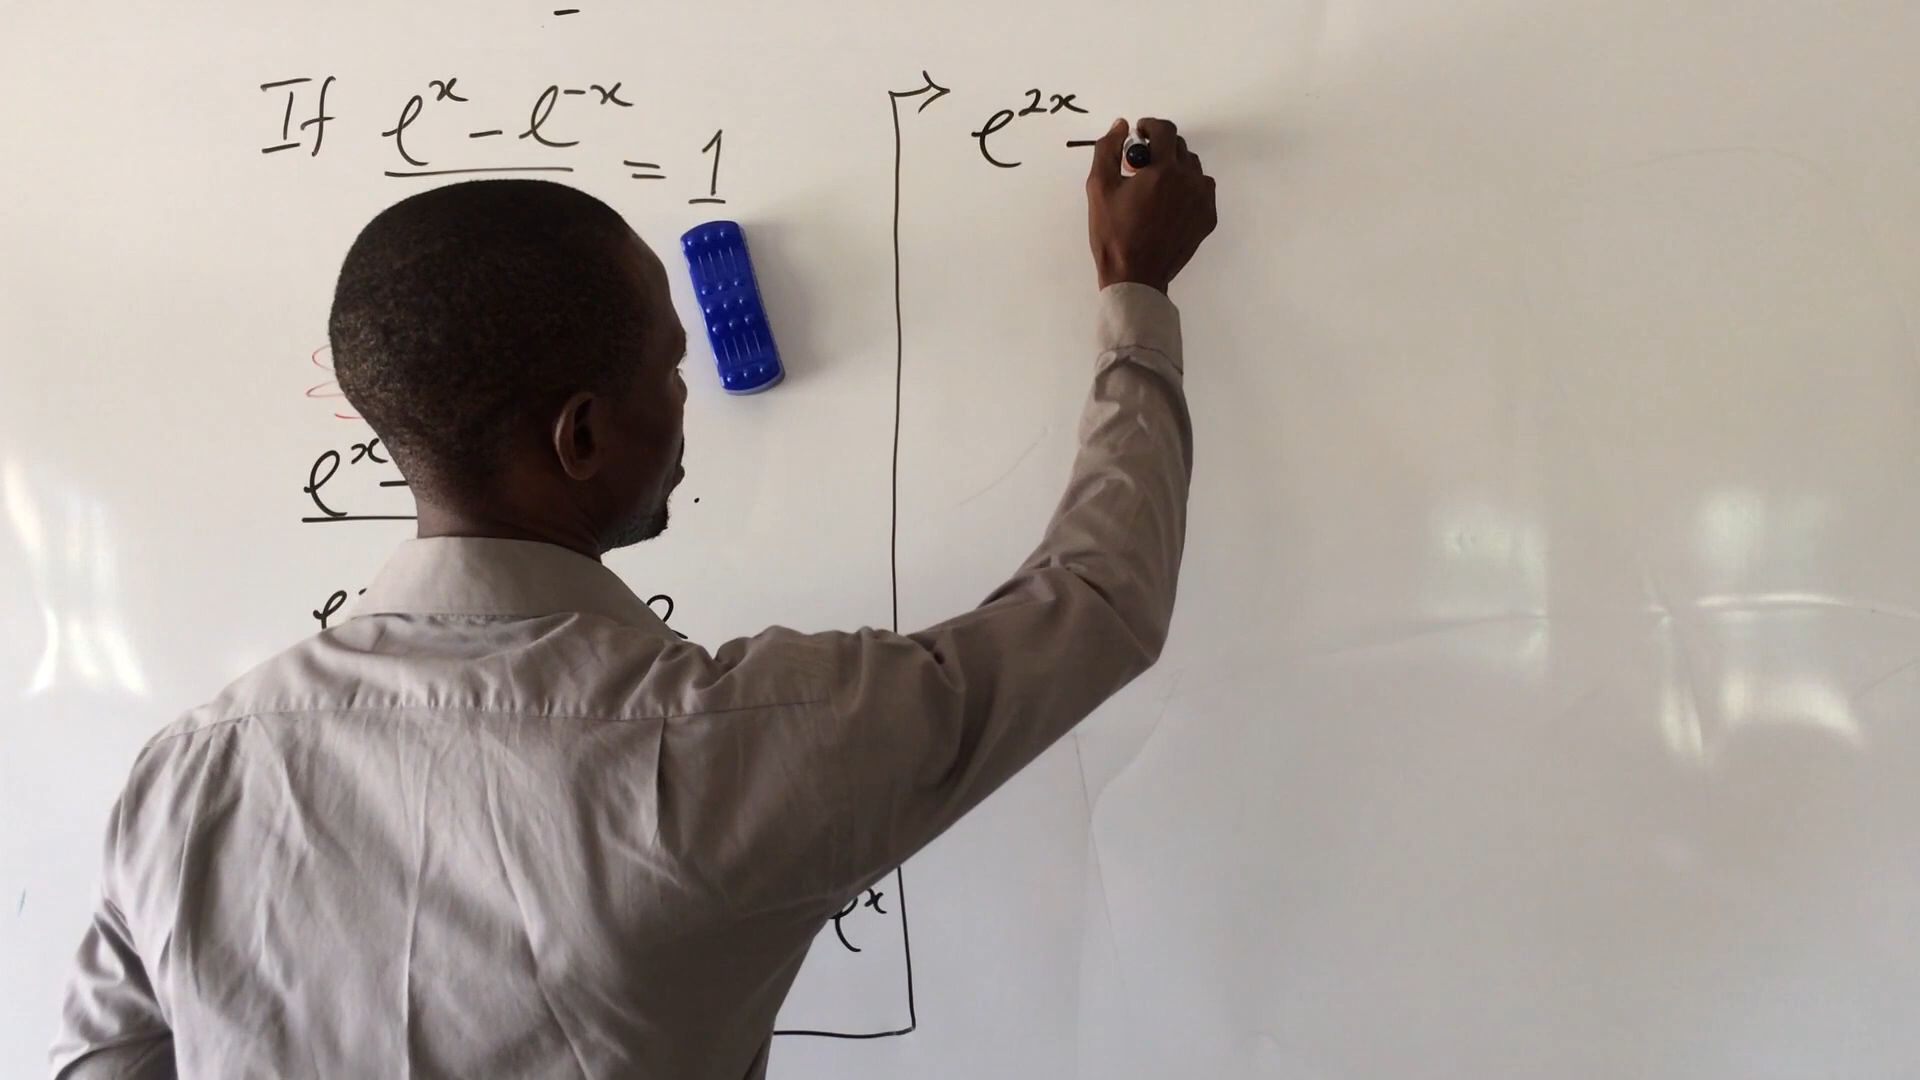 If e^x - e^-x
= 1
e^x -
e^x
e^2x -